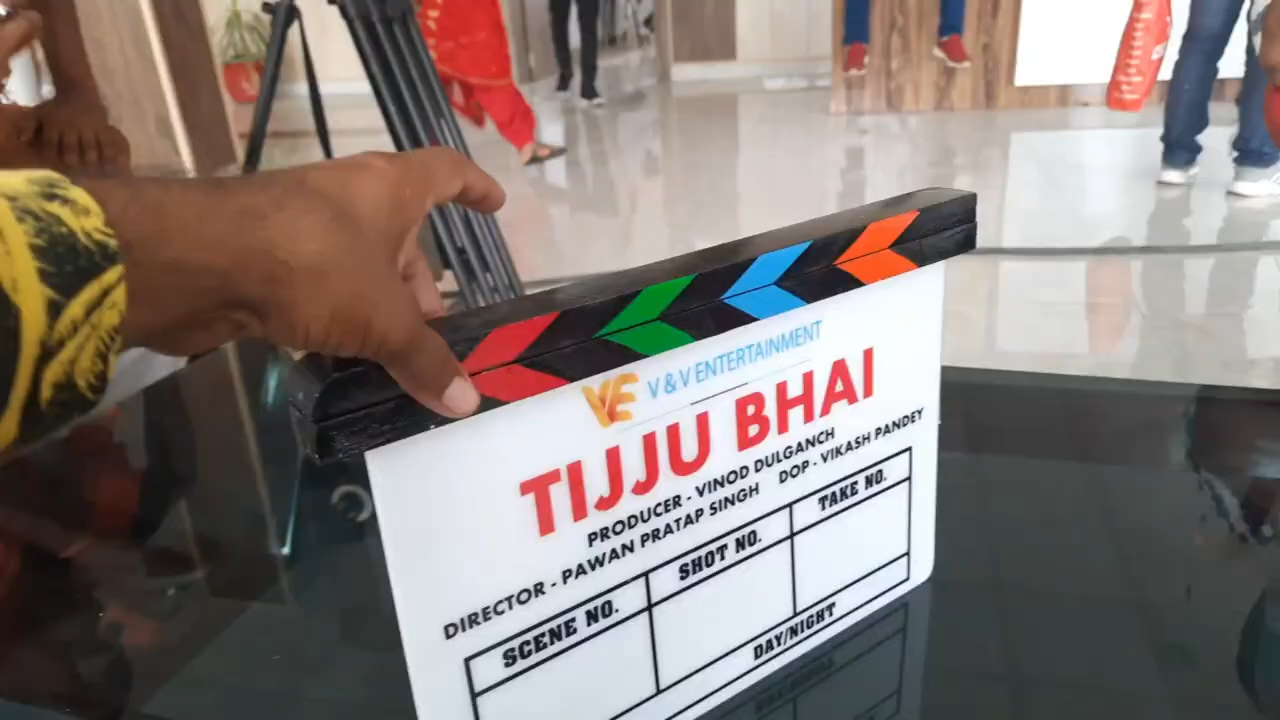 VE V & V ENTERTAINMENT
TIJJU BHAI
PRODUCER - VINOD DULGANCH
DIRECTOR - PAWAN PRATAP SINGH DOP - VIKASH PANDEY
SCENE NO. SHOT NO. TAKE NO.
DAY/NIGHT